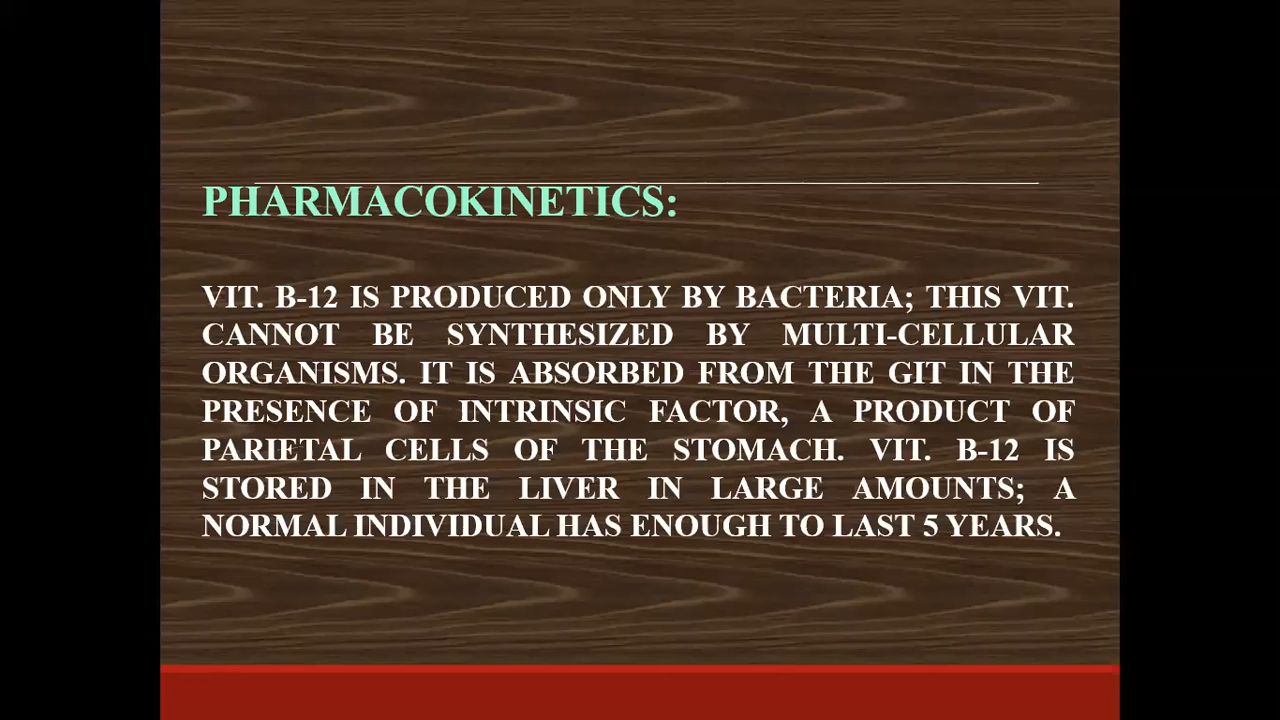 PHARMACOKINETICS:
VIT. B-12 IS PRODUCED ONLY BY BACTERIA; THIS VIT.
CANNOT BE SYNTHESIZED BY MULTI-CELLULAR
ORGANISMS. IT IS ABSORBED FROM THE GIT IN THE
PRESENCE OF INTRINSIC FACTOR, A PRODUCT OF
PARIETAL CELLS OF THE STOMACH. VIT. B-12 IS
STORED IN THE LIVER IN LARGE AMOUNTS; A
NORMAL INDIVIDUAL HAS ENOUGH TO LAST 5 YEARS.